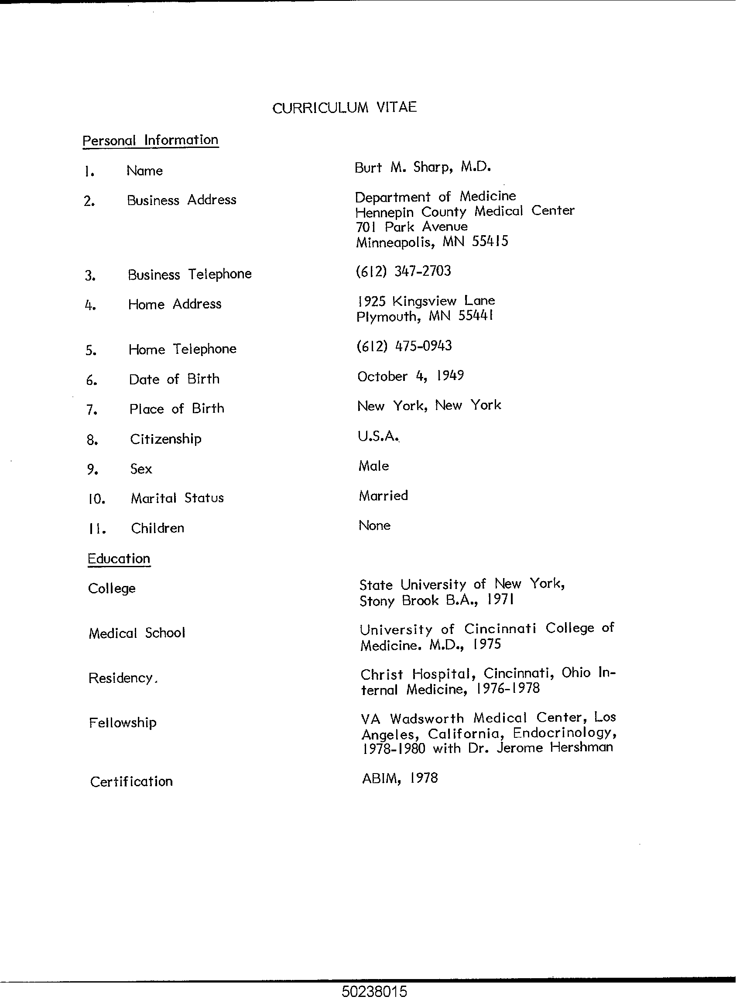 CURRICULUM VITAE
Personal Information
1. Name Burt M. Sharp, M.D.
2. Business Address Department of Medicine
Hennepin County Medical Center
701 Park Avenue
Minneapolis, MN 55415
3. Business Telephone (612) 347-2703
4. Home Address 1925 Kingsview Lane
Plymouth, MN 55441
5. Home Telephone (612) 475-0943
6. Date of Birth October 4, 1949
7. Place of Birth New York, New York
8. Citizenship U.S.A.
9. Sex Male
10. Marital Status Married
11. Children None
Education
College State University of New York,
Stony Brook B.A., 1971
Medical School University of Cincinnati College of
Medicine. M.D., 1975
Residency. Christ Hospital, Cincinnati, Ohio In-
ternal Medicine, 1976-1978
Fellowship VA Wadsworth Medical Center, Los
Angeles, California, Endocrinology,
1978-1980 with Dr. Jerome Hershman
Certification ABIM, 1978
50238015